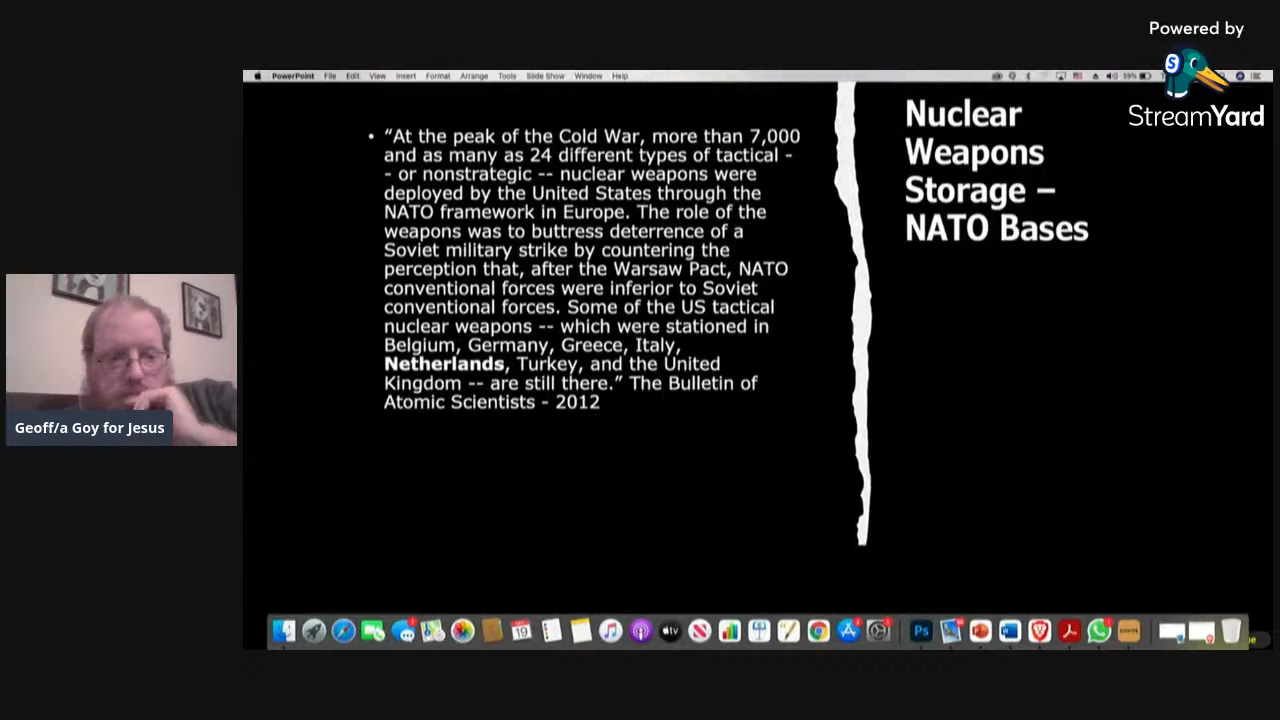 Powered by
StreamYard
PowerPoint File Edit View Insert Format Arrange Tools Slide Show Window Help
59%
• “At the peak of the Cold War, more than 7,000
and as many as 24 different types of tactical -
- or nonstrategic -- nuclear weapons were
deployed by the United States through the
NATO framework in Europe. The role of the
weapons was to buttress deterrence of a
Soviet military strike by countering the
perception that, after the Warsaw Pact, NATO
conventional forces were inferior to Soviet
conventional forces. Some of the US tactical
nuclear weapons -- which were stationed in
Belgium, Germany, Greece, Italy,
Netherlands, Turkey, and the United
Kingdom -- are still there.” The Bulletin of
Atomic Scientists - 2012
Nuclear
Weapons
Storage –
NATO Bases
Geoff/a Goy for Jesus
19
tv
Ps